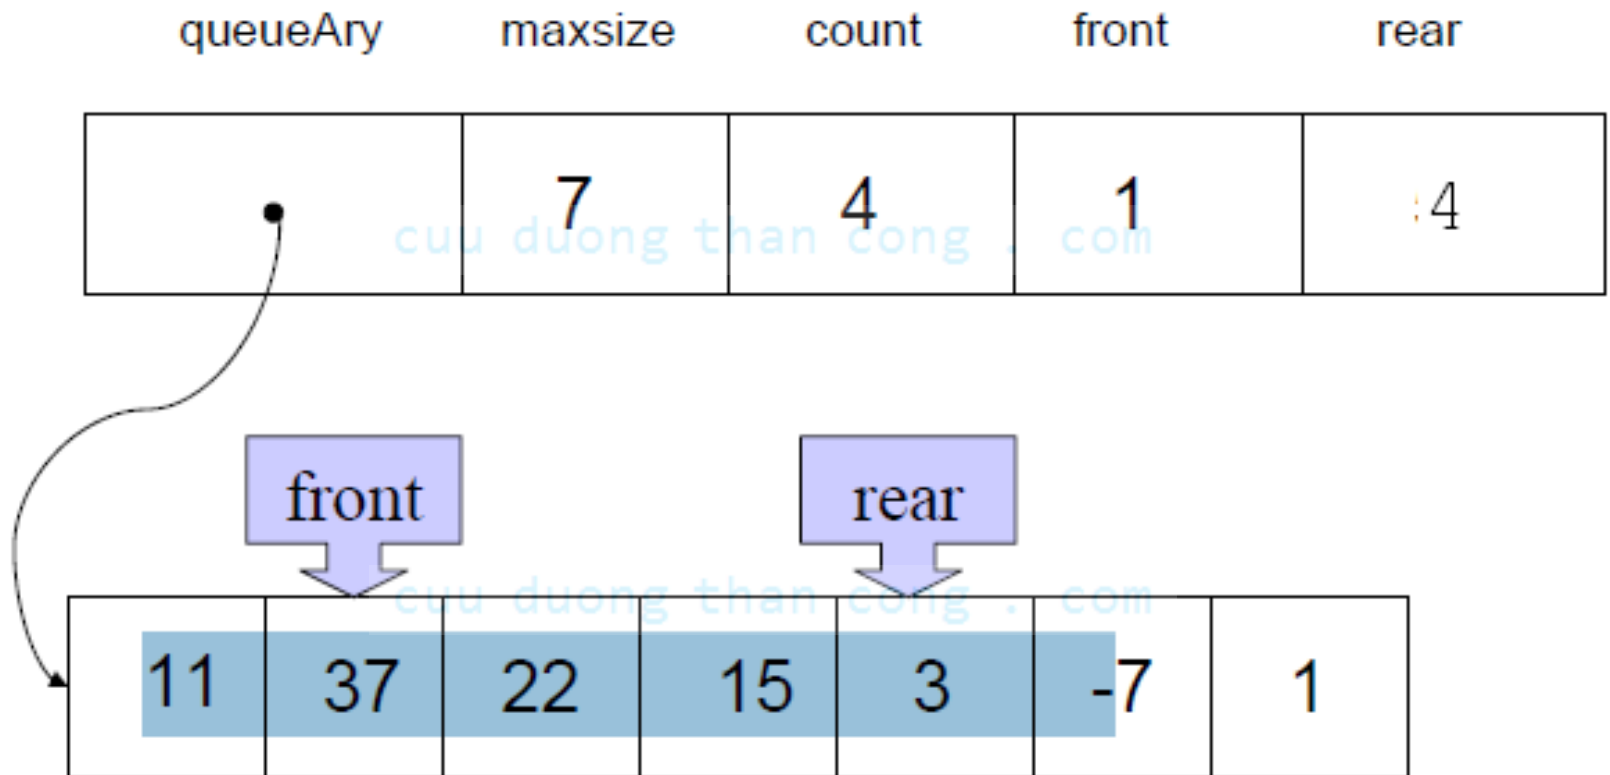 queueAry maxsize count front rear
7 4 1 4
cuu duong than cong . com
front rear
cuu duong than cong . com
11 37 22 15 3 -7 1